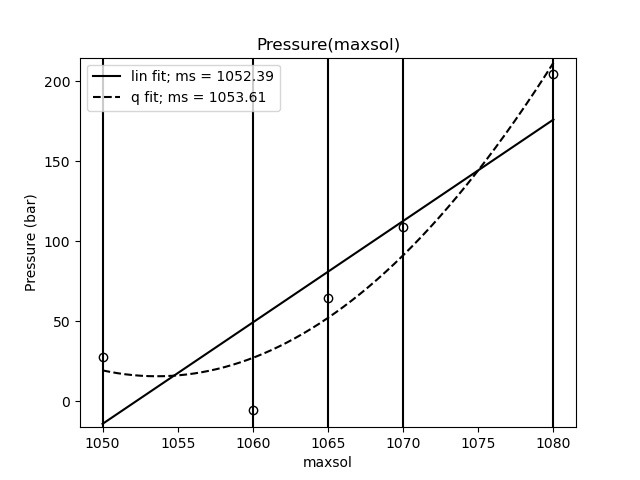 Pressure(maxsol)
lin fit; ms = 1052.39
q fit; ms = 1053.61
200
150
100
50
0
Pressure (bar)
1050 1055 1060 1065 1070 1075 1080
maxsol